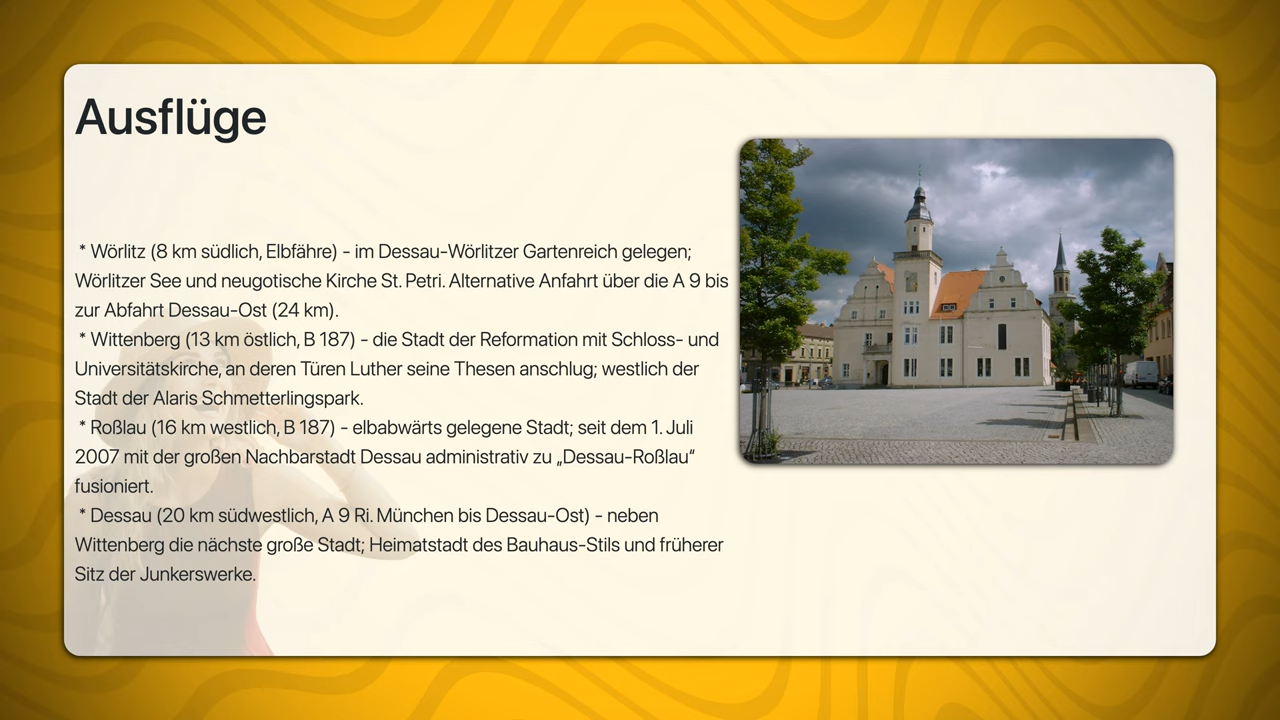 Ausflüge
* Wörlitz (8 km südlich, Elbfähre) - im Dessau-Wörlitzer Gartenreich gelegen;
Wörlitzer See und neugotische Kirche St. Petri. Alternative Anfahrt über die A 9 bis
zur Abfahrt Dessau-Ost (24 km).
* Wittenberg (13 km östlich, B 187) - die Stadt der Reformation mit Schloss- und
Universitätskirche, an deren Türen Luther seine Thesen anschlug; westlich der
Stadt der Alaris Schmetterlingspark.
* Roßlau (16 km westlich, B 187) - elbabwärts gelegene Stadt; seit dem 1. Juli
2007 mit der großen Nachbarstadt Dessau administrativ zu „Dessau-Roßlau“
fusioniert.
* Dessau (20 km südwestlich, A 9 Ri. München bis Dessau-Ost) - neben
Wittenberg die nächste große Stadt; Heimatstadt des Bauhaus-Stils und früherer
Sitz der Junkerswerke.